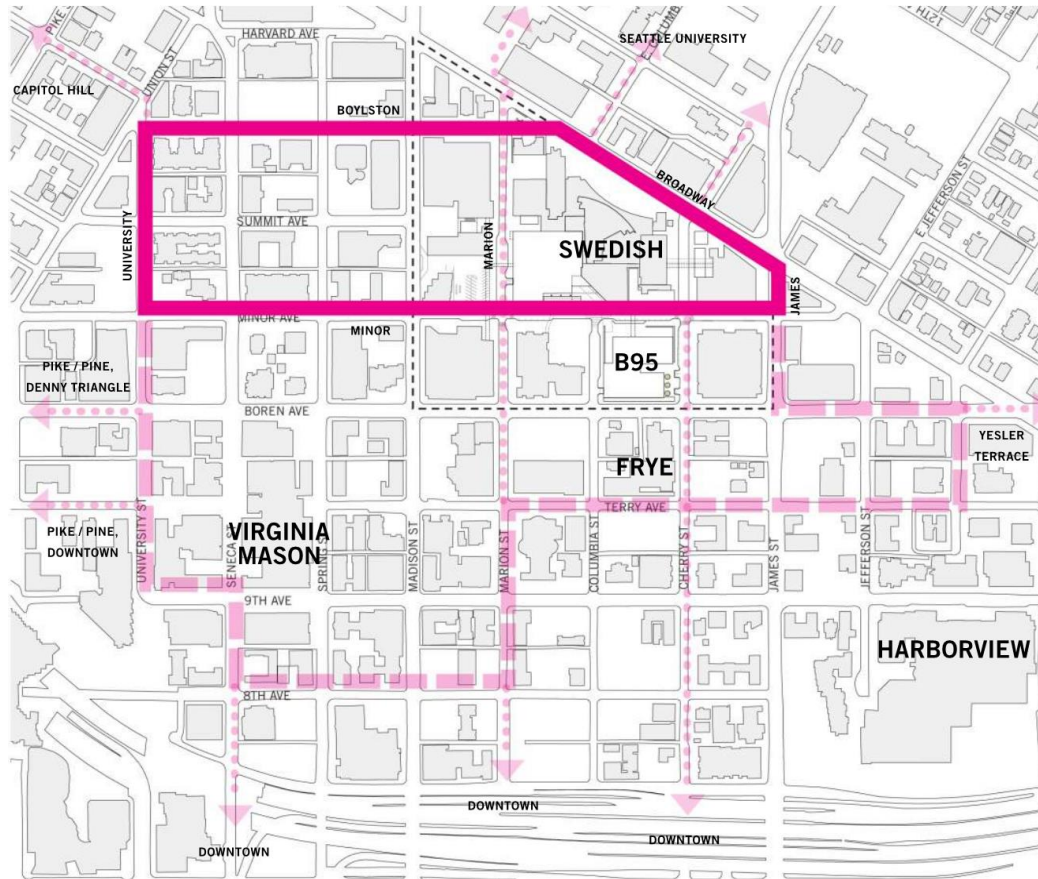 PIKE
HARVARD AVE
SEATTLE UNIVERSITY
12TH
UNION ST
CAPITOL HILL
BOYLSTON
E JEFFERSON ST
BROADWAY
UNIVERSITY
SUMMIT AVE
MARION
SWEDISH
JAMES
MINOR AVE
MINOR
PIKE / PINE,
DENNY TRIANGLE
B95
BOREN AVE
YESLER
TERRACE
FRYE
TERRY AVE
PIKE / PINE,
DOWNTOWN
UNIVERSITY ST
SENECA ST
VIRGINIA
MASON
SPRING ST
MADISON ST
MARION ST
COLUMBIA ST
CHERRY ST
JAMES ST
JEFFERSON ST
9TH AVE
HARBORVIEW
8TH AVE
DOWNTOWN
DOWNTOWN
DOWNTOWN